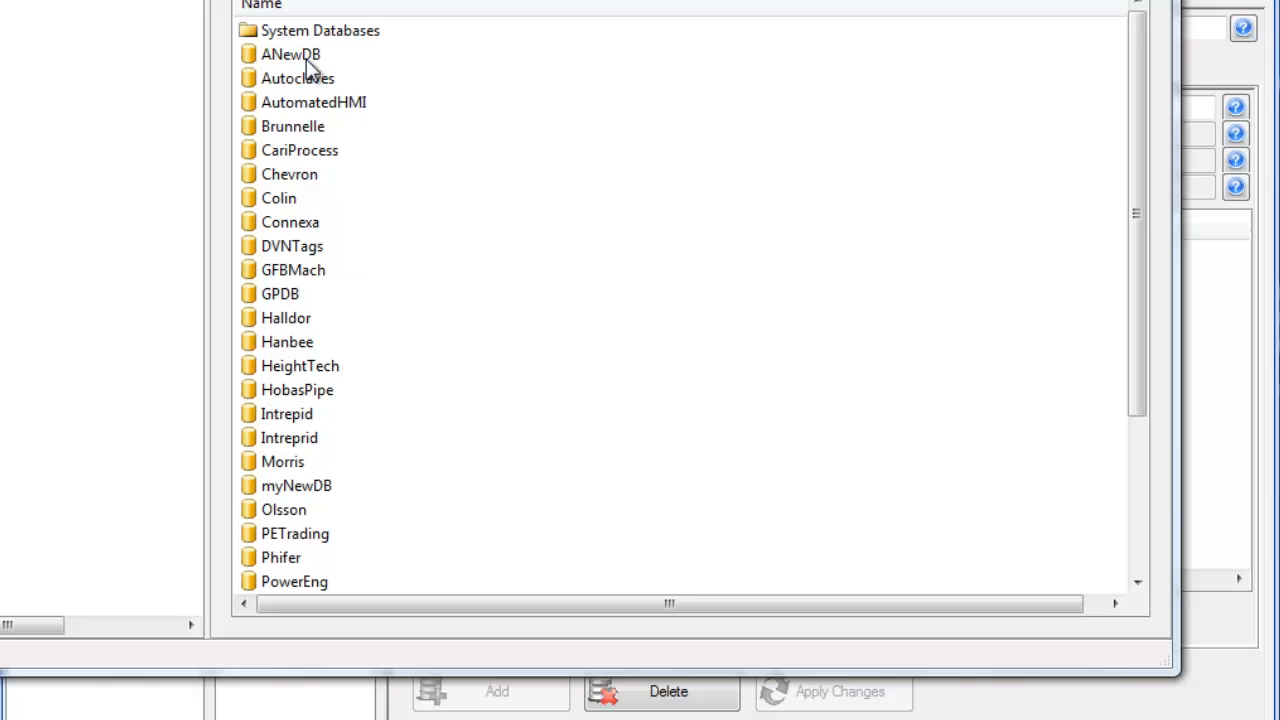 Name
System Databases
ANewDB
Autoclaves
AutomatedHMI
Brunnelle
CariProcess
Chevron
Colin
Connexa
DVNTags
GFBMach
GPDB
Halldor
Hanbee
HeightTech
HobasPipe
Intrepid
Intreprid
Morris
myNewDB
Olsson
PETrading
Phifer
PowerEng
Add Delete Apply Changes